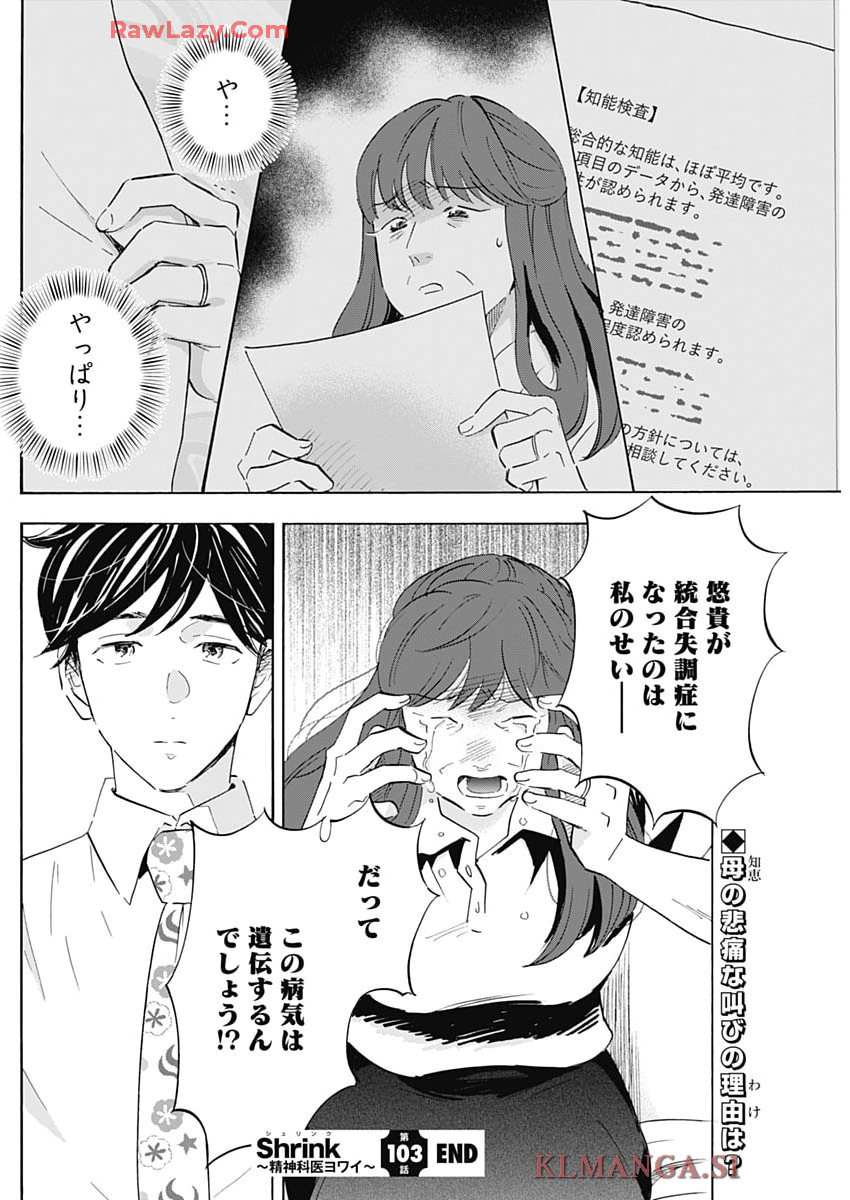 RawLazy.Com
【知能検査】
総合的な知能は、ほぼ平均です。
項目のデータから、発達障害の
性が認められます。
発達障害の
程度認められます。
の方針については、
相談してください。
や…
やっぱり…
悠貴が
統合失調症に
なったのは
私のせい――
だって
この病気は
遺伝するん
でしょう!?
◆母の悲痛な叫びの理由は?
知恵
わけ
シュリンク
Shrink
～精神科医ヨワイ～
第103話
END
KLMANGA.SI